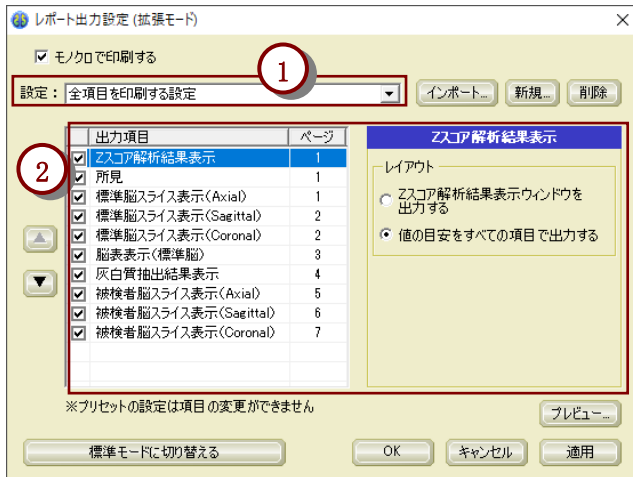 レポート出力設定 (拡張モード)
モノクロで印刷する
1
設定： 全項目を印刷する設定
インポート...
新規...
削除
2
出力項目 ページ
Zスコア解析結果表示 1
所見 1
標準脳スライス表示(Axial) 1
標準脳スライス表示(Sagittal) 2
標準脳スライス表示(Coronal) 2
脳表表示(標準脳) 3
灰白質抽出結果表示 4
被検者脳スライス表示(Axial) 5
被検者脳スライス表示(Sagittal) 6
被検者脳スライス表示(Coronal) 7
Zスコア解析結果表示
レイアウト
Zスコア解析結果表示ウィンドウを
出力する
値の目安をすべての項目で出力する
※プリセットの設定は項目の変更ができません
プレビュー...
標準モードに切り替える
OK
キャンセル
適用